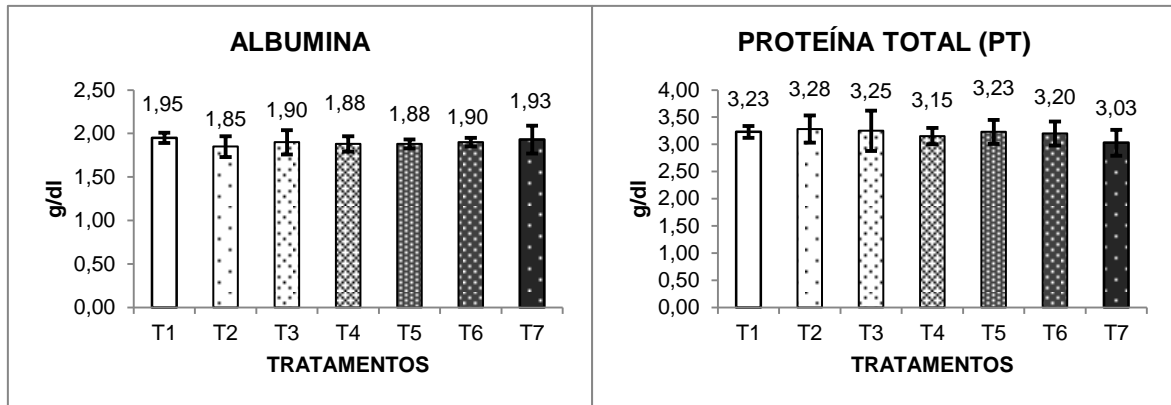 ALBUMINA
2,50
2,00
1,50
1,00
0,50
0,00
g/dl
1,95 1,85 1,90 1,88 1,88 1,90 1,93
T1 T2 T3 T4 T5 T6 T7
TRATAMENTOS
PROTEÍNA TOTAL (PT)
4,00
3,50
3,00
2,50
2,00
1,50
1,00
0,50
0,00
g/dl
3,23 3,28 3,25 3,15 3,23 3,20 3,03
T1 T2 T3 T4 T5 T6 T7
TRATAMENTOS